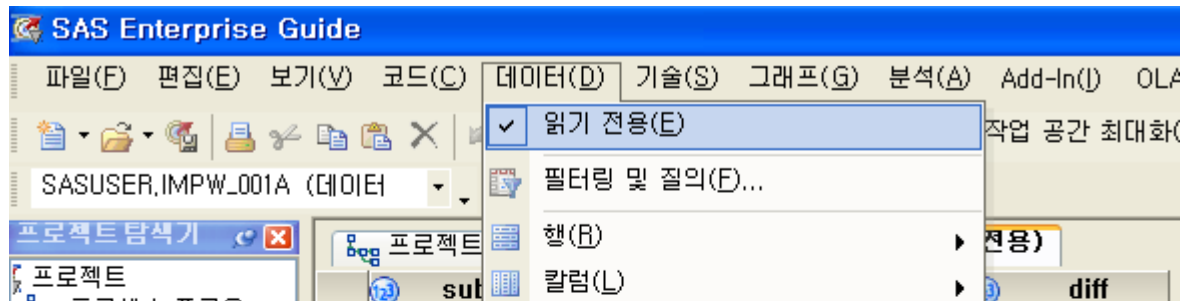 SAS Enterprise Guide
파일(F) 편집(E) 보기(V) 코드(C) 데이터(D) 기술(S) 그래프(G) 분석(A) Add-In(I) OLA
읽기 전용(E)
작업 공간 최대화(
SASUSER.IMPW_001A (데이터
필터링 및 질의(F)...
프로젝트 탐색기
프로젝트
행(R)
전용)
프로젝트
sub
칼럼(L)
diff